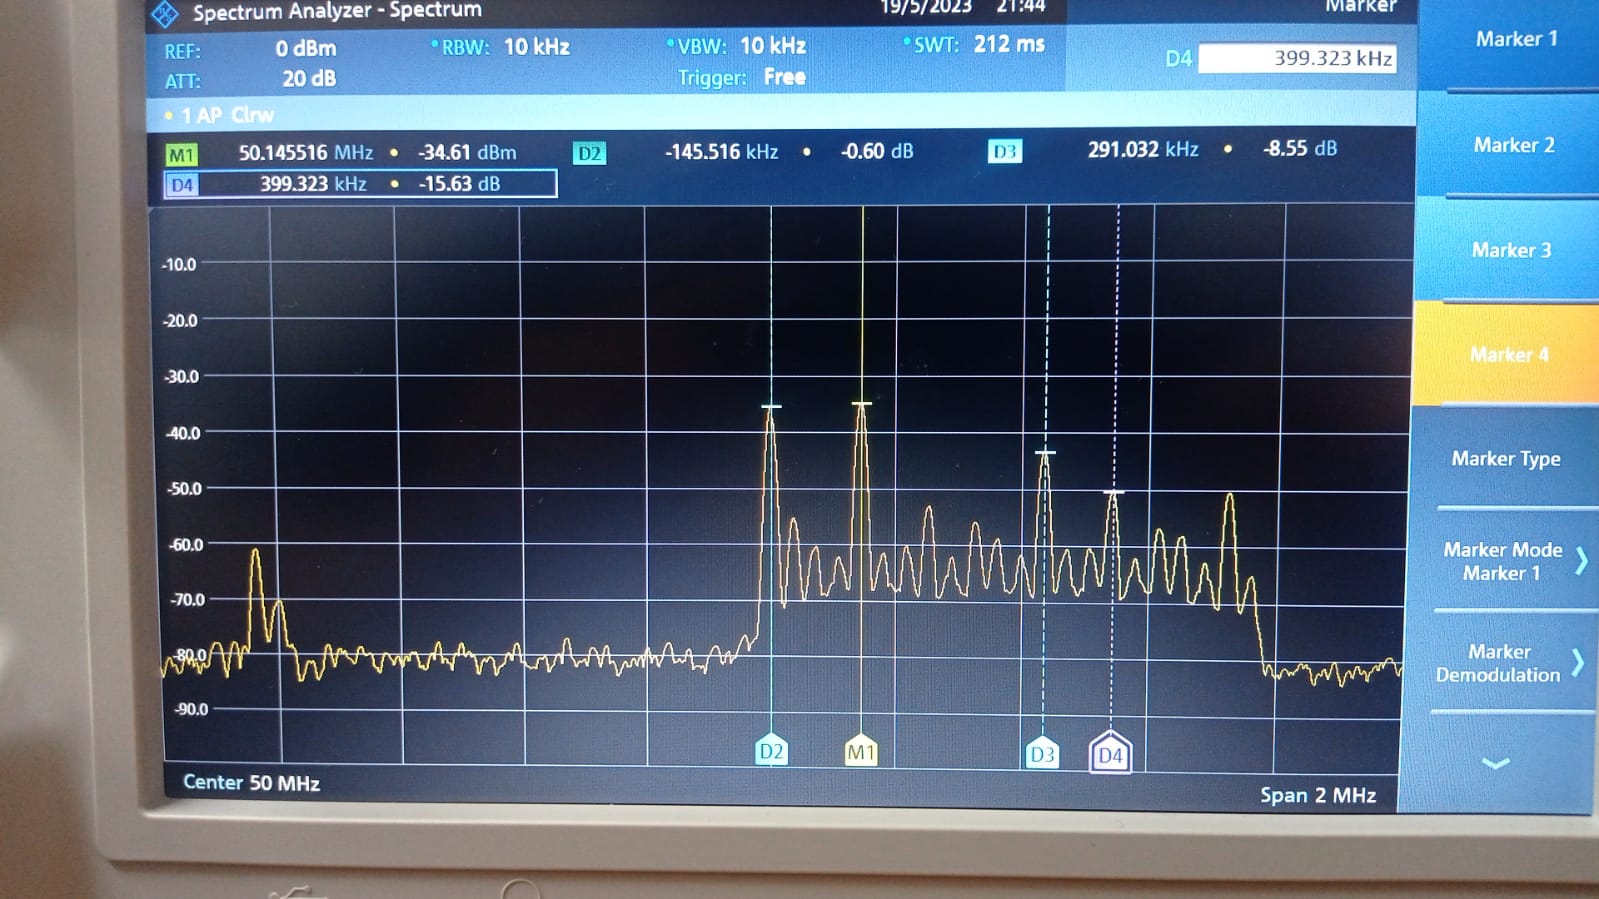 Spectrum Analyzer - Spectrum 19/5/2023 21:44 Marker
REF: 0 dBm • RBW: 10 kHz • VBW: 10 kHz • SWT: 212 ms
ATT: 20 dB Trigger: Free
D4 399.323 kHz
• 1 AP Clrw
M1 50.145516 MHz • -34.61 dBm D2 -145.516 kHz • -0.60 dB D3 291.032 kHz • -8.55 dB
D4 399.323 kHz • -15.63 dB
-10.0
-20.0
-30.0
-40.0
-50.0
-60.0
-70.0
-80.0
-90.0
D2 M1 D3 D4
Center 50 MHz Span 2 MHz
Marker 1
Marker 2
Marker 3
Marker 4
Marker Type
Marker Mode
Marker 1
Marker
Demodulation